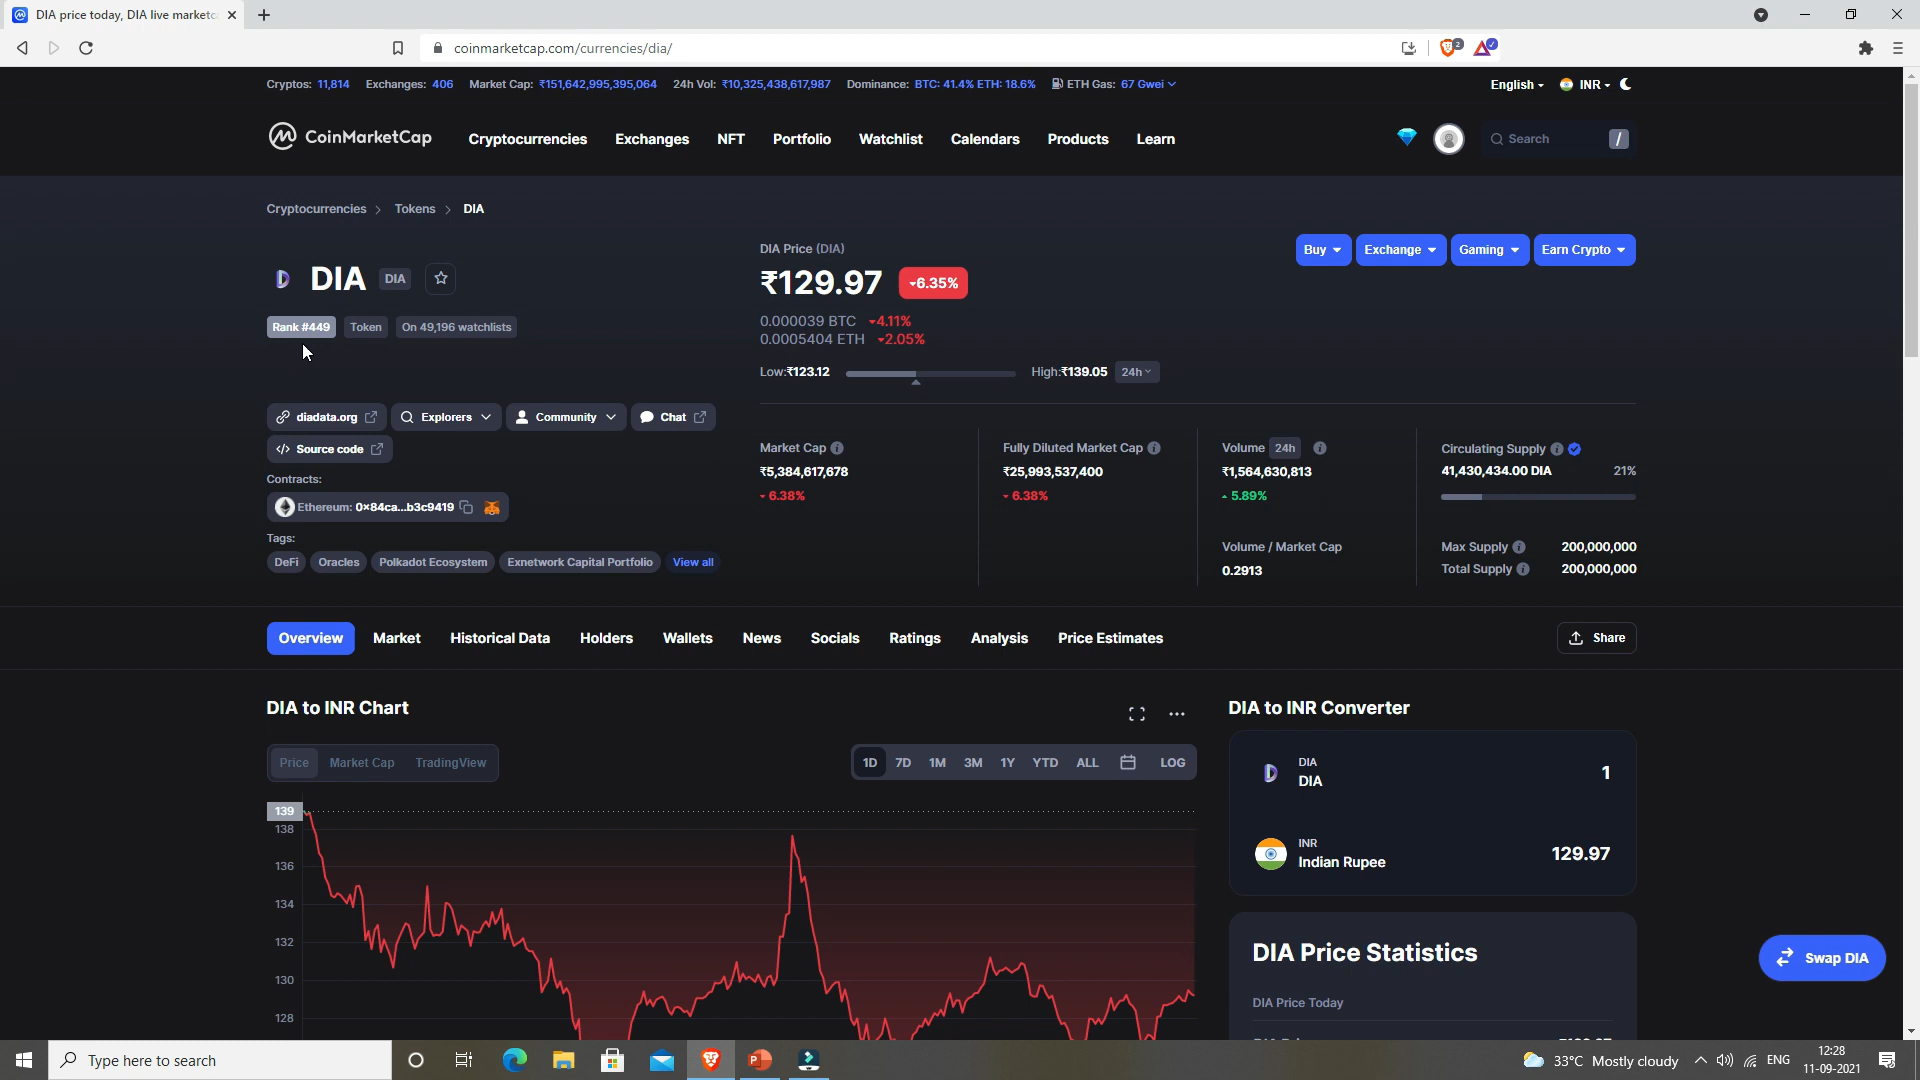 DIA price today, DIA live marketc
coinmarketcap.com/currencies/dia/
2
Cryptos: 11,814 Exchanges: 406 Market Cap: ₹151,642,995,395,064 24h Vol: ₹10,325,438,617,987 Dominance: BTC: 41.4% ETH: 18.6% ETH Gas: 67 Gwei
English INR
CoinMarketCap Cryptocurrencies Exchanges NFT Portfolio Watchlist Calendars Products Learn Search /
Cryptocurrencies > Tokens > DIA
DIA DIA
Rank #449 Token On 49,196 watchlists
diadata.org Explorers Community Chat
Source code
Contracts:
Ethereum: 0x84ca...b3c9419
Tags:
DeFi Oracles Polkadot Ecosystem Exnetwork Capital Portfolio View all
DIA Price (DIA)
₹129.97 6.35%
0.000039 BTC 4.11%
0.0005404 ETH 2.05%
Low:₹123.12 High:₹139.05 24h
Buy Exchange Gaming Earn Crypto
Market Cap
₹5,384,617,678
6.38%
Fully Diluted Market Cap
₹25,993,537,400
6.38%
Volume 24h
₹1,564,630,813
5.89%
Volume / Market Cap
0.2913
Circulating Supply
41,430,434.00 DIA 21%
Max Supply 200,000,000
Total Supply 200,000,000
Overview Market Historical Data Holders Wallets News Socials Ratings Analysis Price Estimates Share
DIA to INR Chart
Price Market Cap TradingView 1D 7D 1M 3M 1Y YTD ALL LOG
139
138
136
134
132
130
128
DIA to INR Converter
DIA
DIA 1
INR
Indian Rupee 129.97
DIA Price Statistics
DIA Price Today
Swap DIA
Type here to search
33°C Mostly cloudy ENG
12:28
11-09-2021